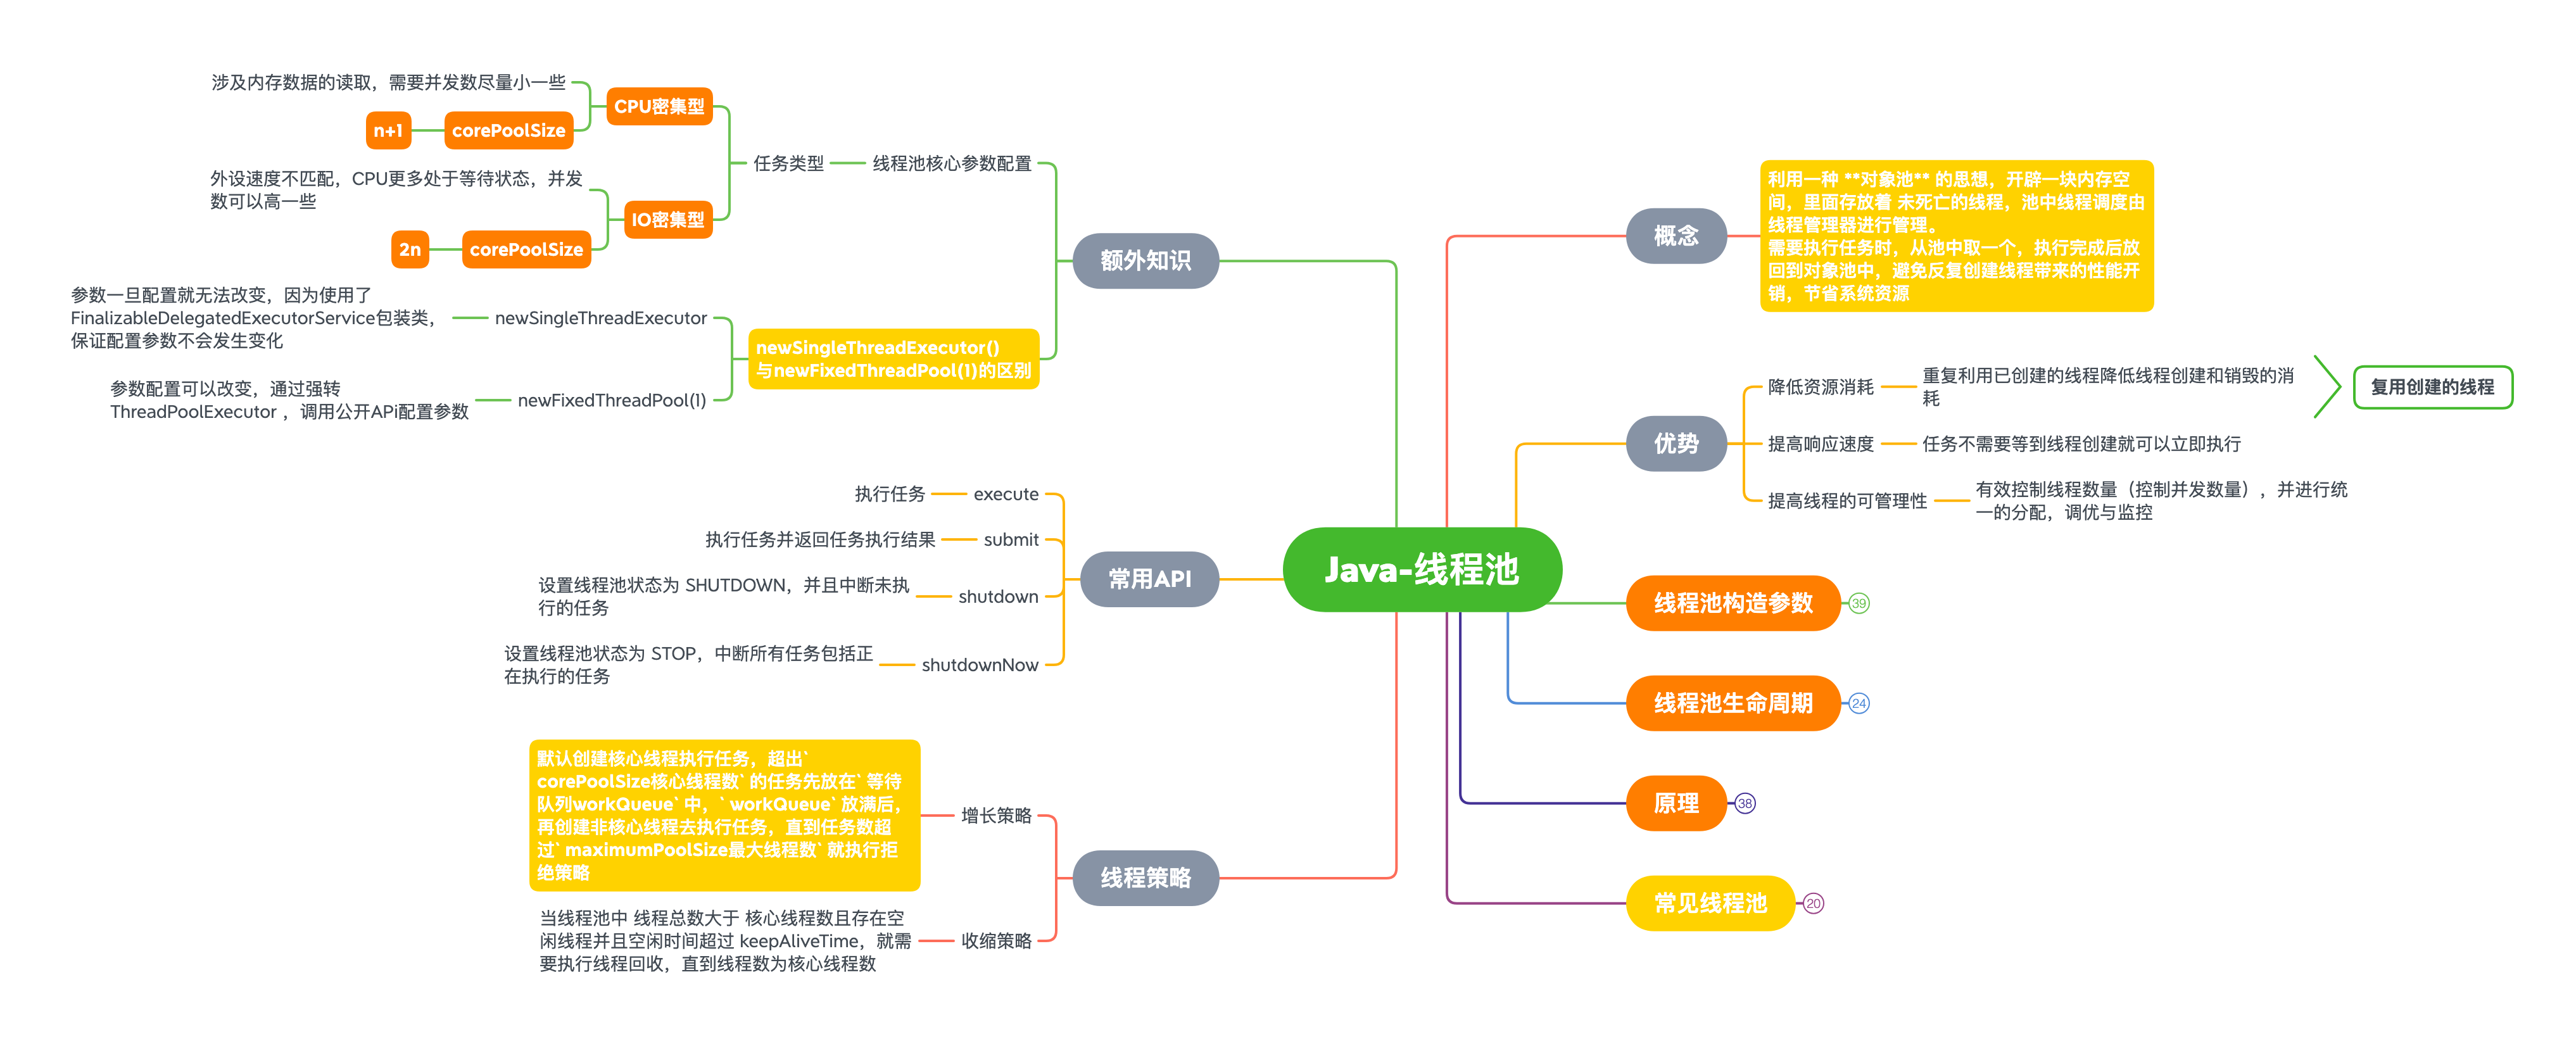 Java-线程池
概念
利用一种 **对象池** 的思想，开辟一块内存空
间，里面存放着 未死亡的线程，池中线程调度由
线程管理器进行管理。
需要执行任务时，从池中取一个，执行完成后放
回到对象池中，避免反复创建线程带来的性能开
销，节省系统资源
优势
降低资源消耗
重复利用已创建的线程降低线程创建和销毁的消
耗
复用创建的线程
提高响应速度
任务不需要等到线程创建就可以立即执行
提高线程的可管理性
有效控制线程数量（控制并发数量），并进行统
一的分配，调优与监控
线程池构造参数
39
线程池生命周期
24
原理
38
常见线程池
20
额外知识
线程池核心参数配置
任务类型
CPU密集型
涉及内存数据的读取，需要并发数尽量小一些
corePoolSize
n+1
IO密集型
外设速度不匹配，CPU更多处于等待状态，并发
数可以高一些
corePoolSize
2n
newSingleThreadExecutor()
与newFixedThreadPool(1)的区别
newSingleThreadExecutor
参数一旦配置就无法改变，因为使用了
FinalizableDelegatedExecutorService包装类，
保证配置参数不会发生变化
newFixedThreadPool(1)
参数配置可以改变，通过强转
ThreadPoolExecutor ，调用公开APi配置参数
常用API
execute
执行任务
submit
执行任务并返回任务执行结果
shutdown
设置线程池状态为 SHUTDOWN，并且中断未执
行的任务
shutdownNow
设置线程池状态为 STOP，中断所有任务包括正
在执行的任务
线程策略
增长策略
默认创建核心线程执行任务，超出`
corePoolSize核心线程数` 的任务先放在` 等待
队列workQueue` 中，` workQueue` 放满后，
再创建非核心线程去执行任务，直到任务数超
过` maximumPoolSize最大线程数` 就执行拒
绝策略
收缩策略
当线程池中 线程总数大于 核心线程数且存在空
闲线程并且空闲时间超过 keepAliveTime，就需
要执行线程回收，直到线程数为核心线程数